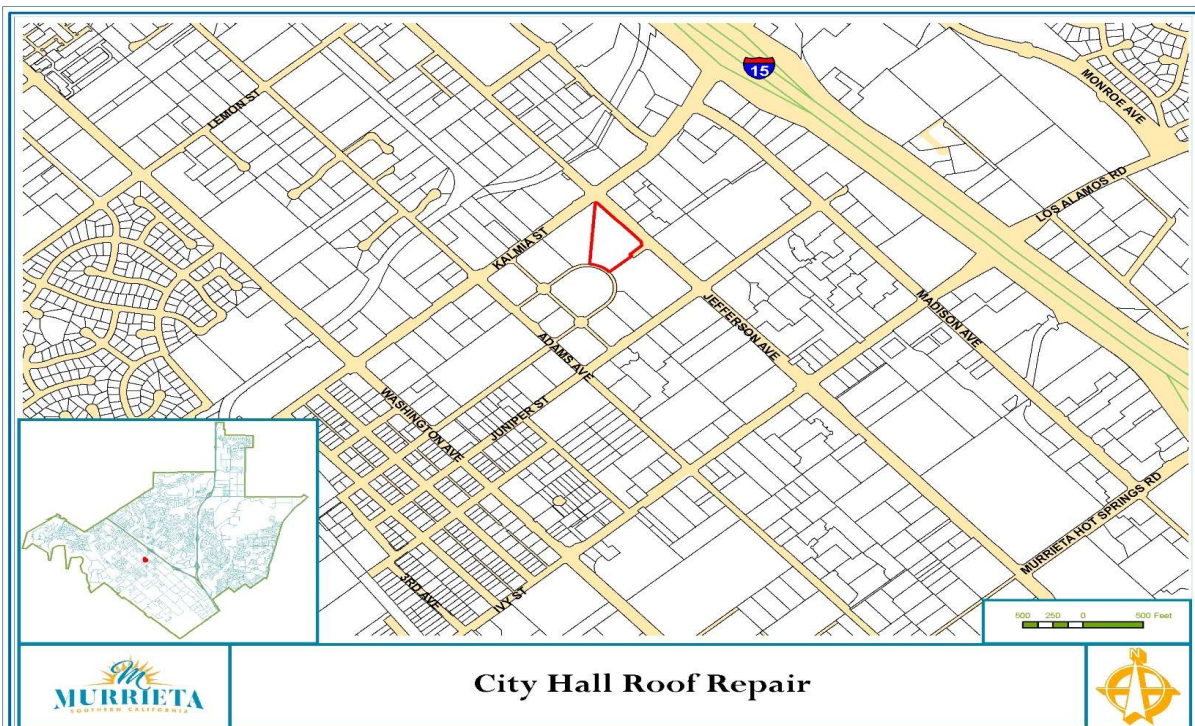 15
MONROE AVE
LEMON ST
LOS ALAMOS RD
KALMIA ST
JEFFERSON AVE
MADISON AVE
ADAMS AVE
WASHINGTON AVE
JUNIPER ST
MURRIETA HOT SPRINGS RD
3RD AVE
IVY ST
500 250 0 500 Feet
MURRIETA
SOUTHERN CALIFORNIA
City Hall Roof Repair
N